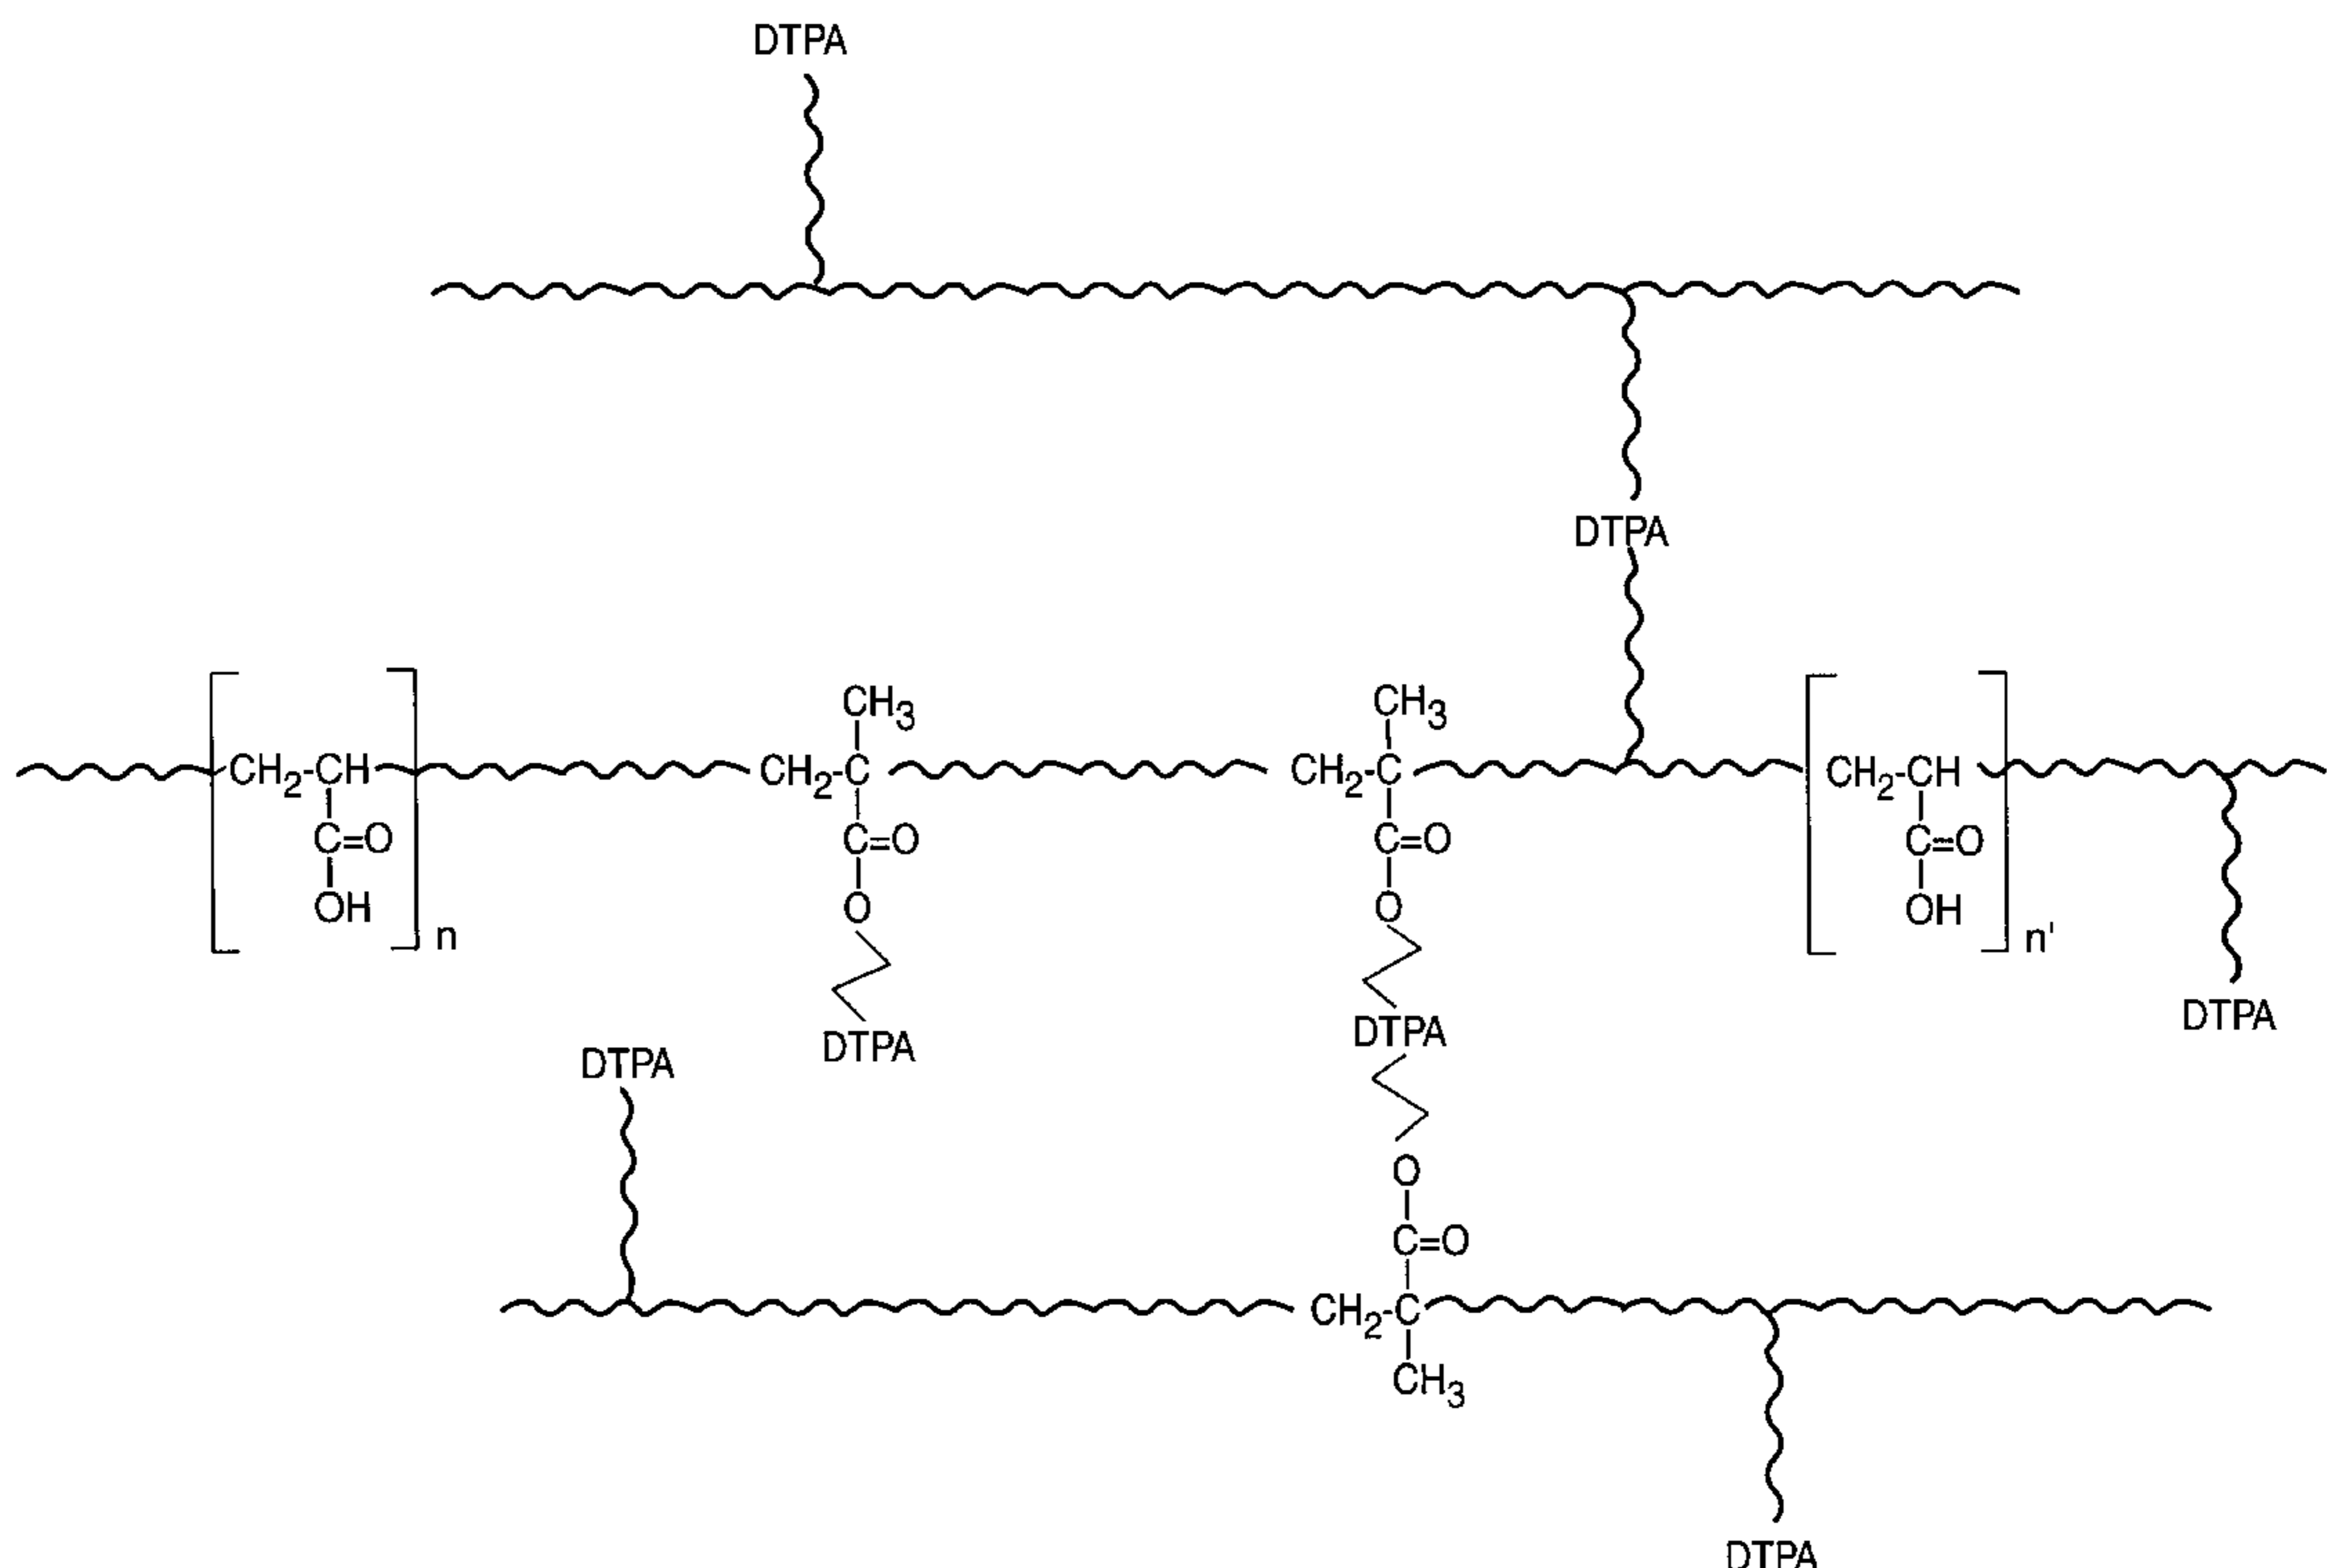 DTPA
DTPA
CH3 CH3
CH2-CH CH2-C CH2-C CH2-CH
C=O C=O C=O C=O
OH O O OH
n n'
DTPA
DTPA DTPA
DTPA
O
C=O
CH2-C
CH3
DTPA